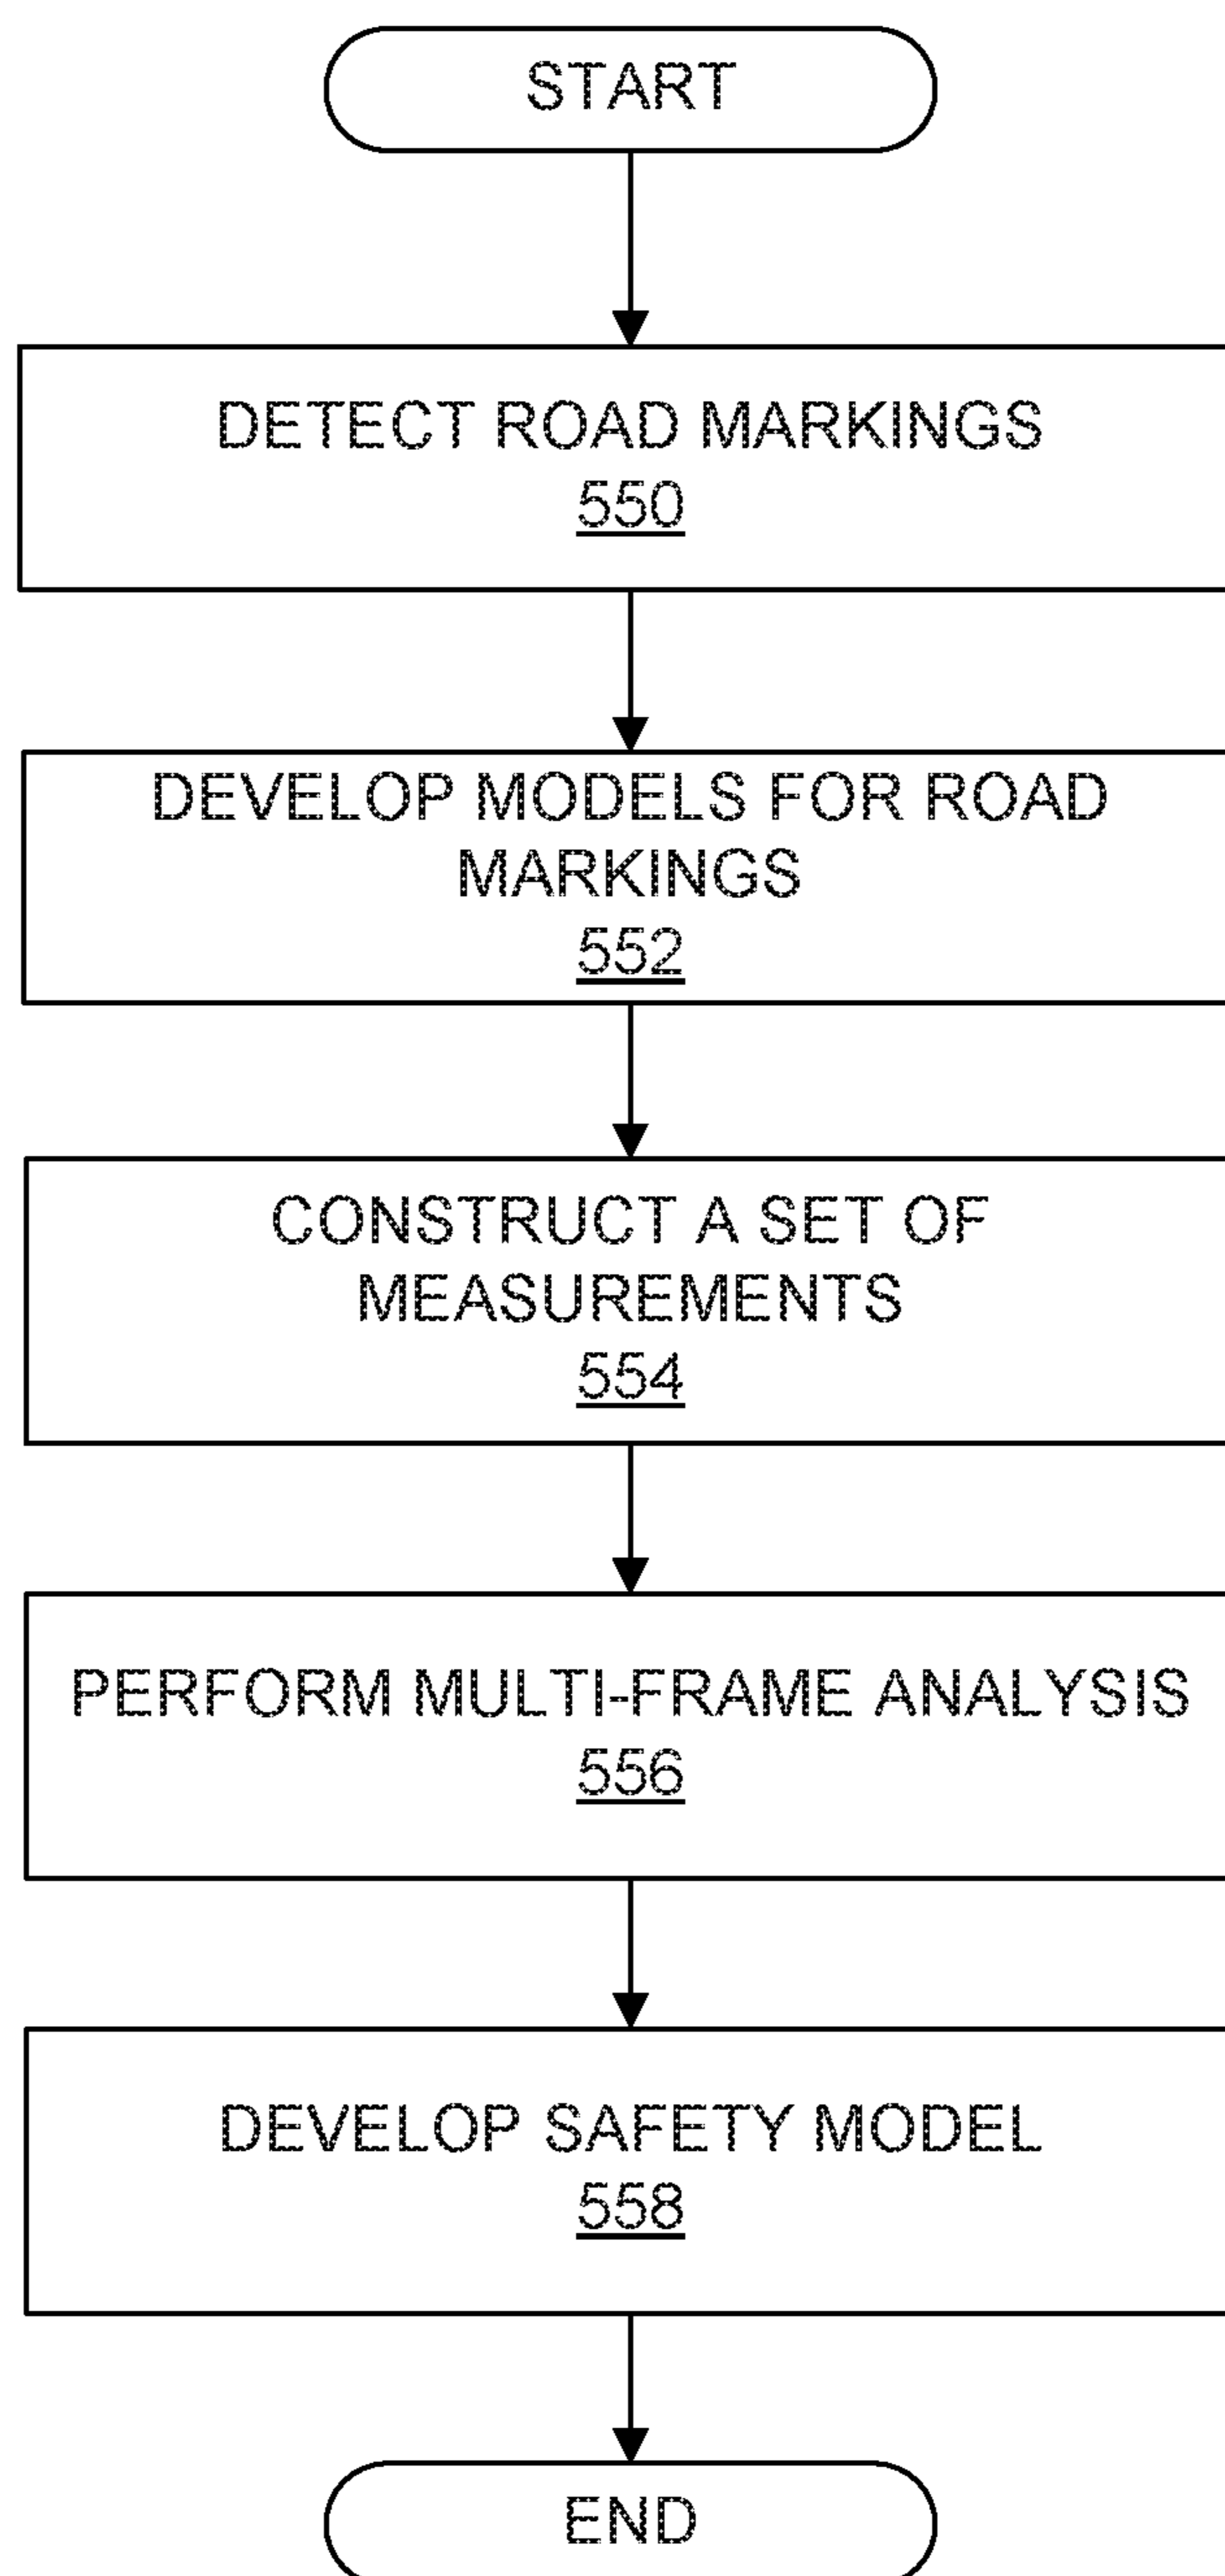 START
DETECT ROAD MARKINGS
550
DEVELOP MODELS FOR ROAD
MARKINGS
552
CONSTRUCT A SET OF
MEASUREMENTS
554
PERFORM MULTI-FRAME ANALYSIS
556
DEVELOP SAFETY MODEL
558
END